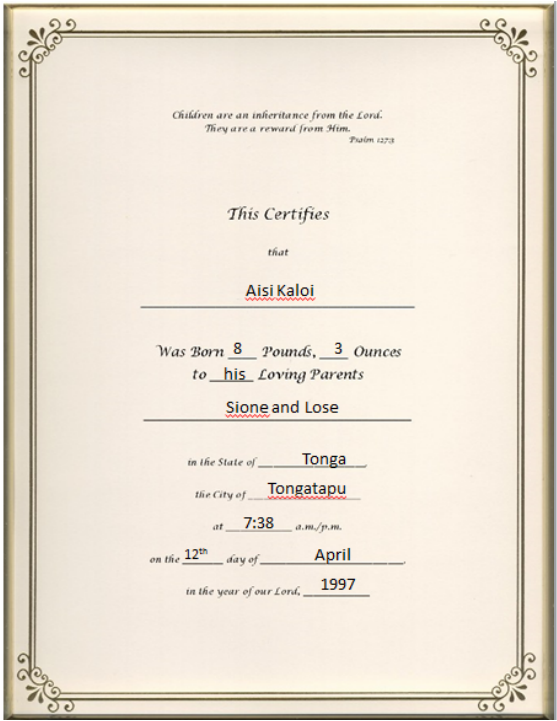 Children are an inheritance from the Lord.
They are a reward from Him.
Psalm 127:3
This Certifies
that
Aisi Kaloi
Was Born 8 Pounds, 3 Ounces
to his Loving Parents
Sione and Lose
in the State of Tonga,
the City of Tongatapu
at 7:38 a.m./p.m.
on the 12th day of April,
in the year of our Lord, 1997